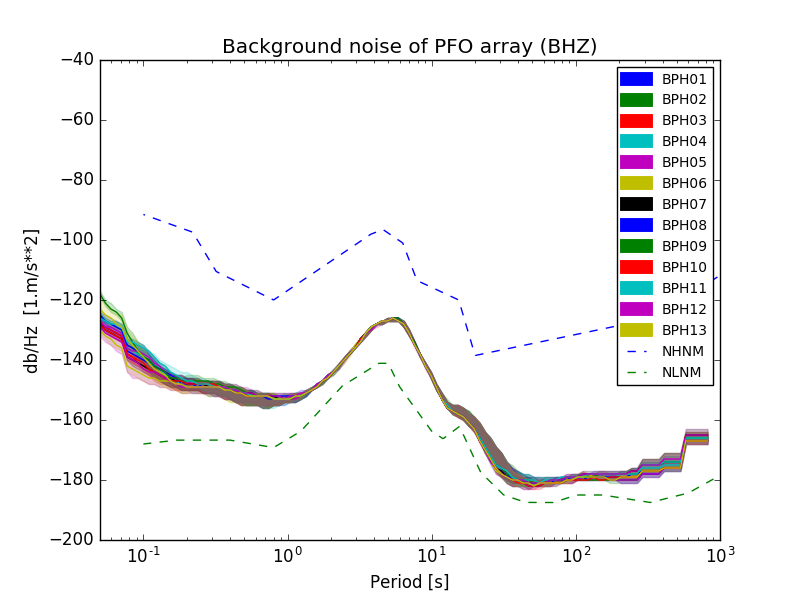 Background noise of PFO array (BHZ)
−40
−60
−80
−100
−120
−140
−160
−180
−200
db/Hz [1.m/s**2]
BPH01
BPH02
BPH03
BPH04
BPH05
BPH06
BPH07
BPH08
BPH09
BPH10
BPH11
BPH12
BPH13
NHNM
NLNM
10⁻¹ 10⁰ 10¹ 10² 10³
Period [s]